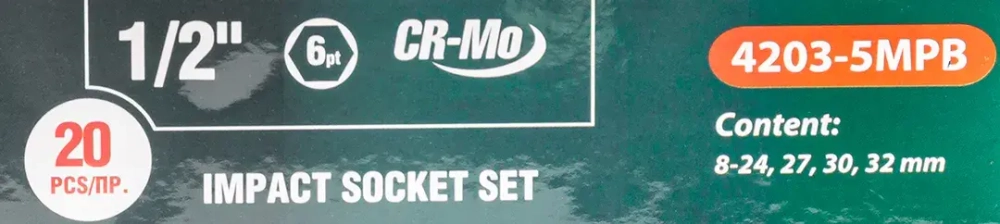 1/2" 6pt CR-Mo
4203-5MPB
Content:
8-24, 27, 30, 32 mm
20
PCS/ПР.
IMPACT SOCKET SET